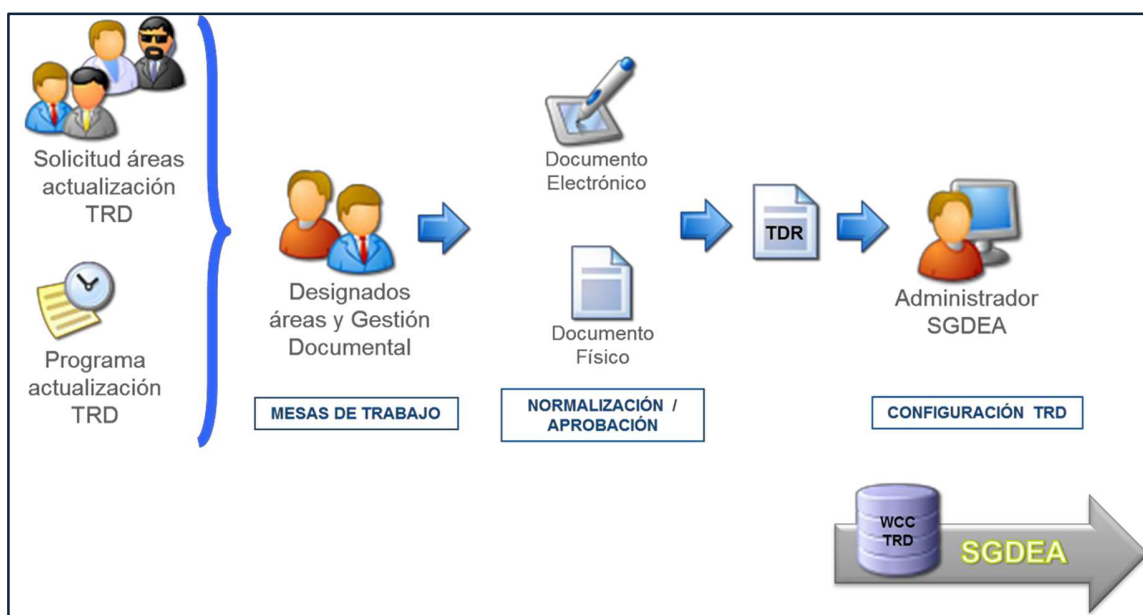 Solicitud áreas
actualización
TRD
Programa
actualización
TRD
Designados
áreas y Gestión
Documental
MESAS DE TRABAJO
Documento
Electrónico
Documento
Físico
NORMALIZACIÓN /
APROBACIÓN
TDR
Administrador
SGDEA
CONFIGURACIÓN TRD
WCC
TRD
SGDEA